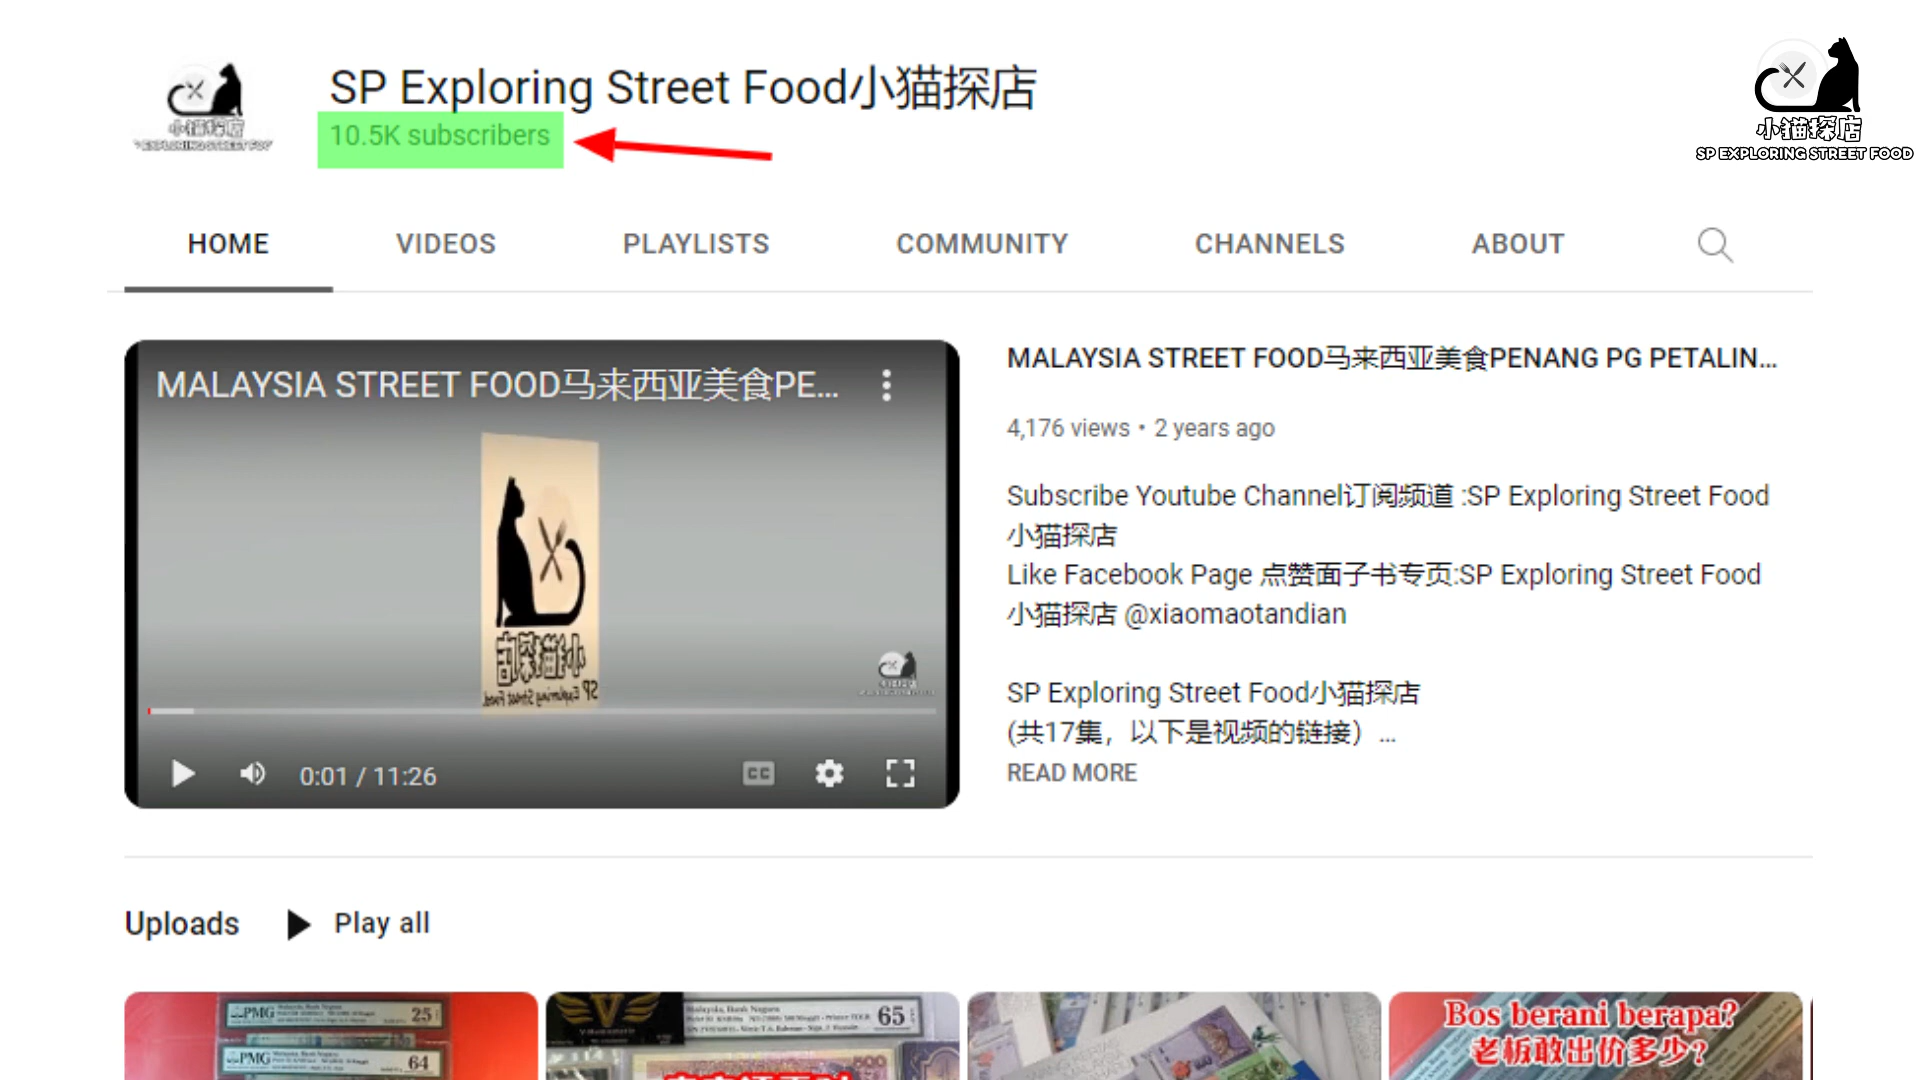 SP Exploring Street Food小猫探店
10.5K subscribers
小猫探店
SP EXPLORING STREET FOOD
HOME
VIDEOS
PLAYLISTS
COMMUNITY
CHANNELS
ABOUT
MALAYSIA STREET FOOD马来西亚美食PE...
CC
0:01 / 11:26
MALAYSIA STREET FOOD马来西亚美食PENANG PG PETALIN...
4,176 views • 2 years ago
Subscribe Youtube Channel订阅频道 :SP Exploring Street Food
小猫探店
Like Facebook Page 点赞面子书专页:SP Exploring Street Food
小猫探店 @xiaomaotandian
SP Exploring Street Food小猫探店
(共17集，以下是视频的链接） ...
READ MORE
Uploads
Play all
PMG
25
PMG
64
65
500
Bos berani berapa?
老板敢出价多少?